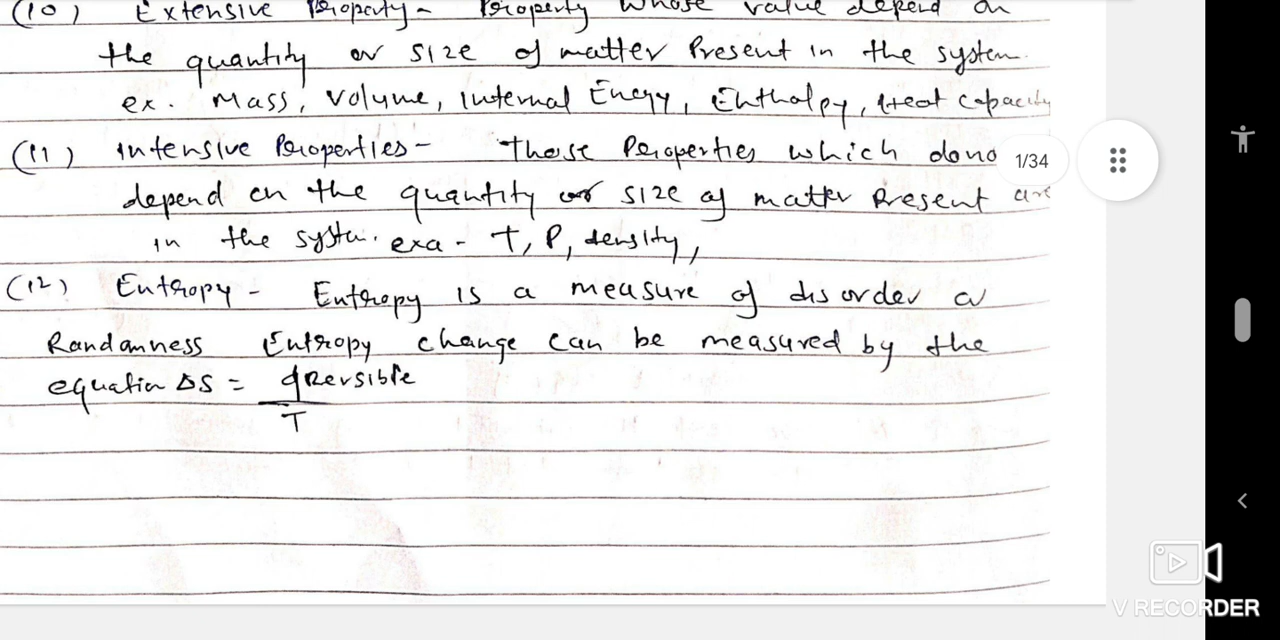 (10) Extensive Property - Property whose value depend on
the quantity or size of matter Present in the system.
ex. Mass, Volume, Internal Energy, Enthalpy, Heat capacity
(11) intensive Properties - Those Properties which dono
1/34
depend on the quantity or size of matter Present are
in the syste. exa - T, P, density,
(12) Entropy - Entropy is a measure of disorder or
Randomness Entropy change can be measured by the
equation ΔS = qReversible
T
V RECORDER